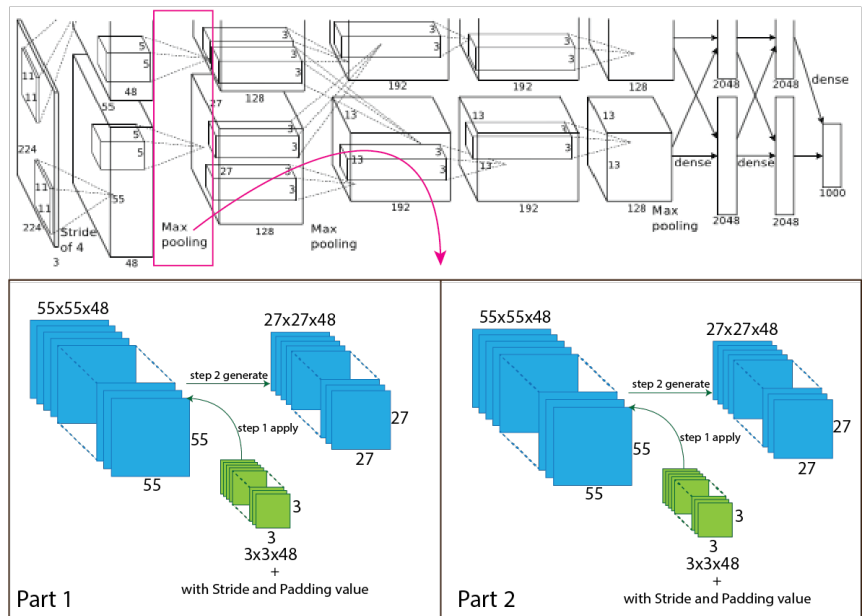 3
3
3
3
3
5
5
48
55
27
128
192
192
128
2048
2048
dense
11
11
224
5
5
3
3
3
3
27
13
13
3
3
13
13
3
3
13
13
dense
dense
1000
11
11
224
3
55
Stride
of 4
48
Max
pooling
128
Max
pooling
192
192
128
Max
pooling
2048
2048
55x55x48
27x27x48
step 2 generate
step 1 apply
55
55
27
27
3
3
3x3x48
+
with Stride and Padding value
Part 1
55x55x48
27x27x48
step 2 generate
step 1 apply
55
55
27
27
3
3
3x3x48
+
with Stride and Padding value
Part 2